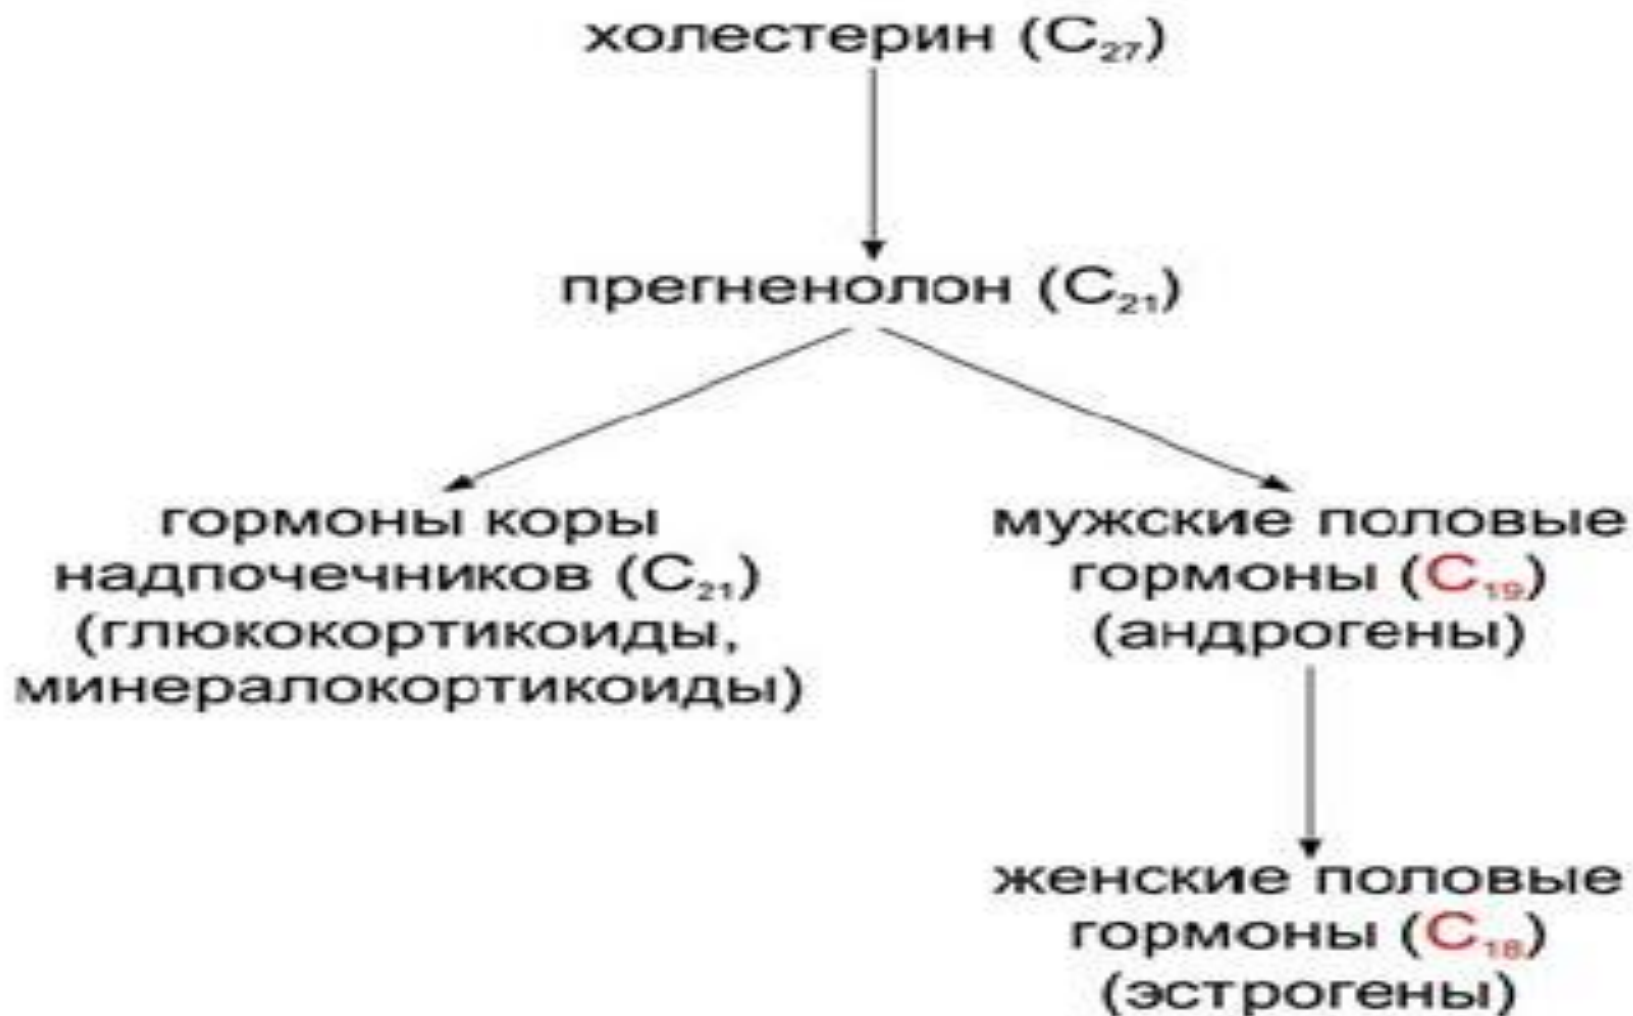 холестерин (C₂₇)
прегненолон (C₂₁)
гормоны коры
надпочечников (C₂₁)
(глюкокортикоиды,
минералокортикоиды)
мужские половые
гормоны (C₁₉)
(андрогены)
женские половые
гормоны (C₁₈)
(эстрогены)